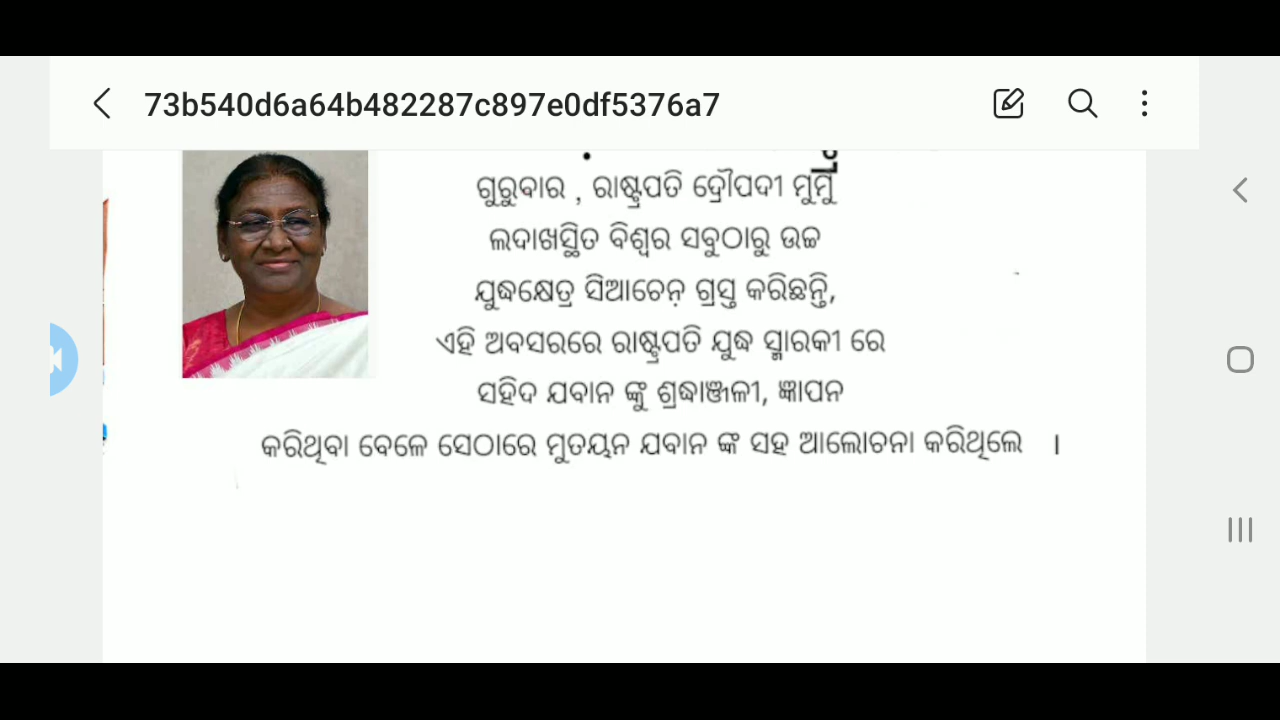 73b540d6a64b482287c897e0df5376a7
ଗୁରୁବାର , ରାଷ୍ଟ୍ରପତି ଦ୍ରୌପଦୀ ମୁର୍ମୁ
ଲଦାଖସ୍ଥିତ ବିଶ୍ୱର ସବୁଠାରୁ ଉଚ୍ଚ
ଯୁଦ୍ଧକ୍ଷେତ୍ର ସିଆଚେନ୍ ଗ୍ରସ୍ତ କରିଛନ୍ତି,
ଏହି ଅବସରରେ ରାଷ୍ଟ୍ରପତି ଯୁଦ୍ଧ ସ୍ମାରକୀ ରେ
ସହିଦ ଯବାନ ଙ୍କୁ ଶ୍ରଦ୍ଧାଞ୍ଜଳୀ, ଜ୍ଞାପନ
କରିଥିବା ବେଳେ ସେଠାରେ ମୁତୟନ ଯବାନ ଙ୍କ ସହ ଆଲୋଚନା କରିଥିଲେ ।